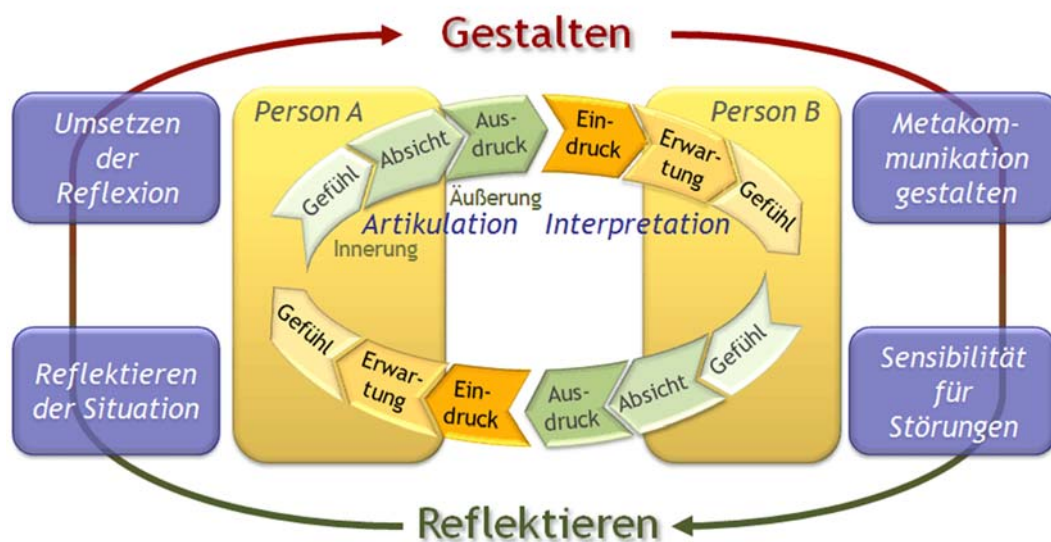 Gestalten
Umsetzen
der
Reflexion
Person A
Gefühl
Absicht
Aus-
druck
Ein-
druck
Erwar-
tung
Gefühl
Person B
Metakom-
munikation
gestalten
Äußerung
Artikulation
Interpretation
Innerung
Reflektieren
der Situation
Gefühl
Erwar-
tung
Ein-
druck
Aus-
druck
Absicht
Gefühl
Sensibilität
für
Störungen
Reflektieren